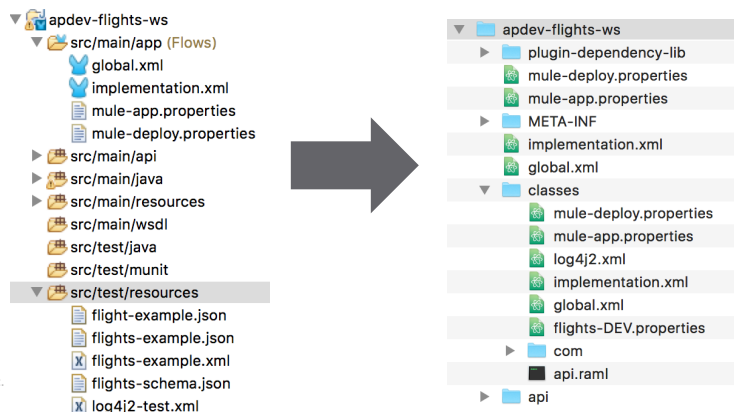 apdev-flights-ws
src/main/app (Flows)
global.xml
implementation.xml
mule-app.properties
mule-deploy.properties
src/main/api
src/main/java
src/main/resources
src/main/wsdl
src/test/java
src/test/munit
src/test/resources
flight-example.json
flights-example.json
flights-example.xml
flights-schema.json
log4j2-test.xml
apdev-flights-ws
plugin-dependency-lib
mule-deploy.properties
mule-app.properties
META-INF
implementation.xml
global.xml
classes
mule-deploy.properties
mule-app.properties
log4j2.xml
implementation.xml
global.xml
flights-DEV.properties
com
api.raml
api